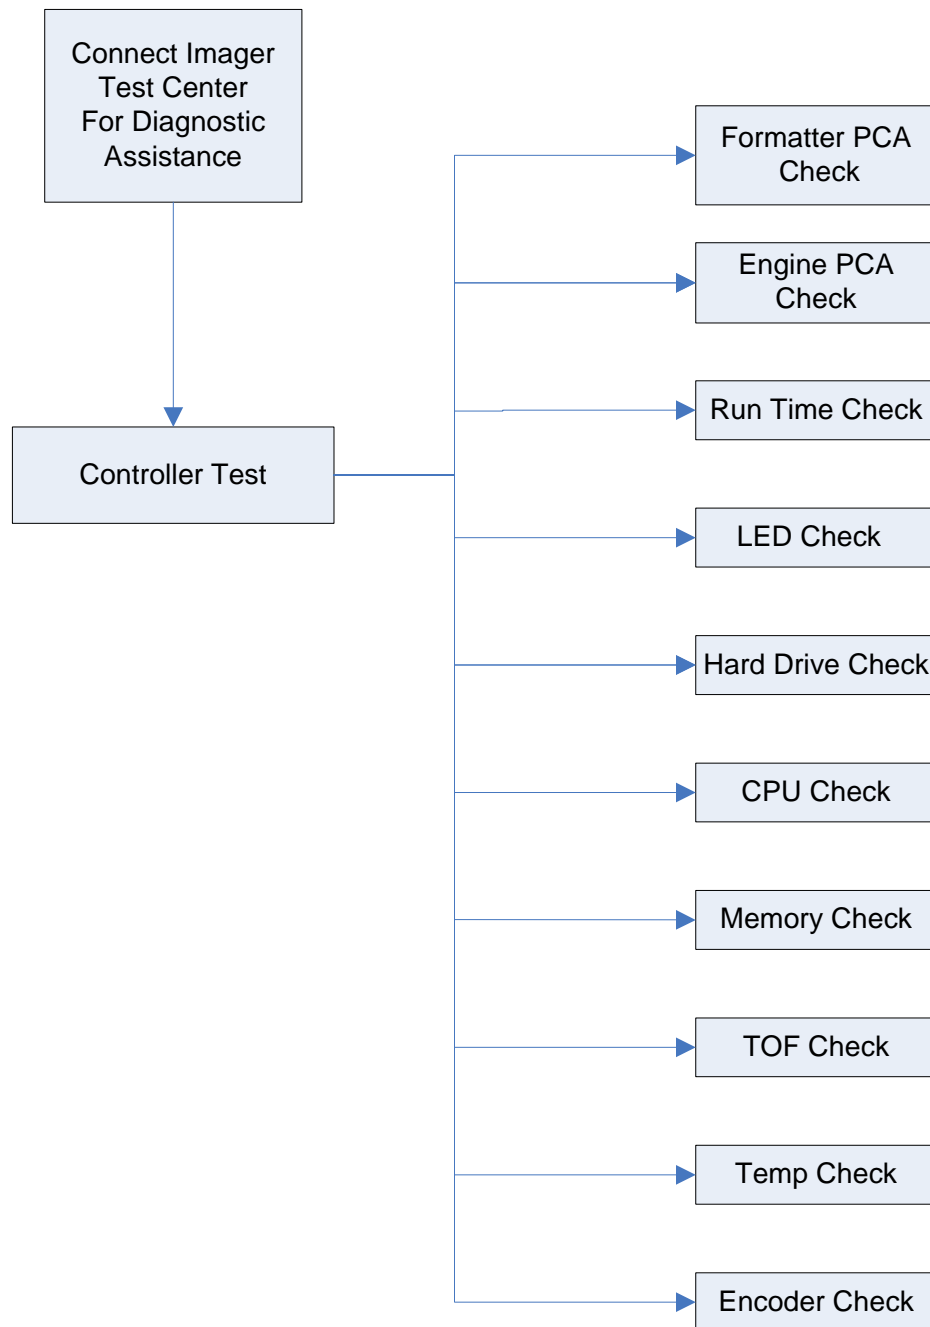 Connect Imager
Test Center
For Diagnostic
Assistance
Formatter PCA
Check
Engine PCA
Check
Run Time Check
Controller Test
LED Check
Hard Drive Check
CPU Check
Memory Check
TOF Check
Temp Check
Encoder Check